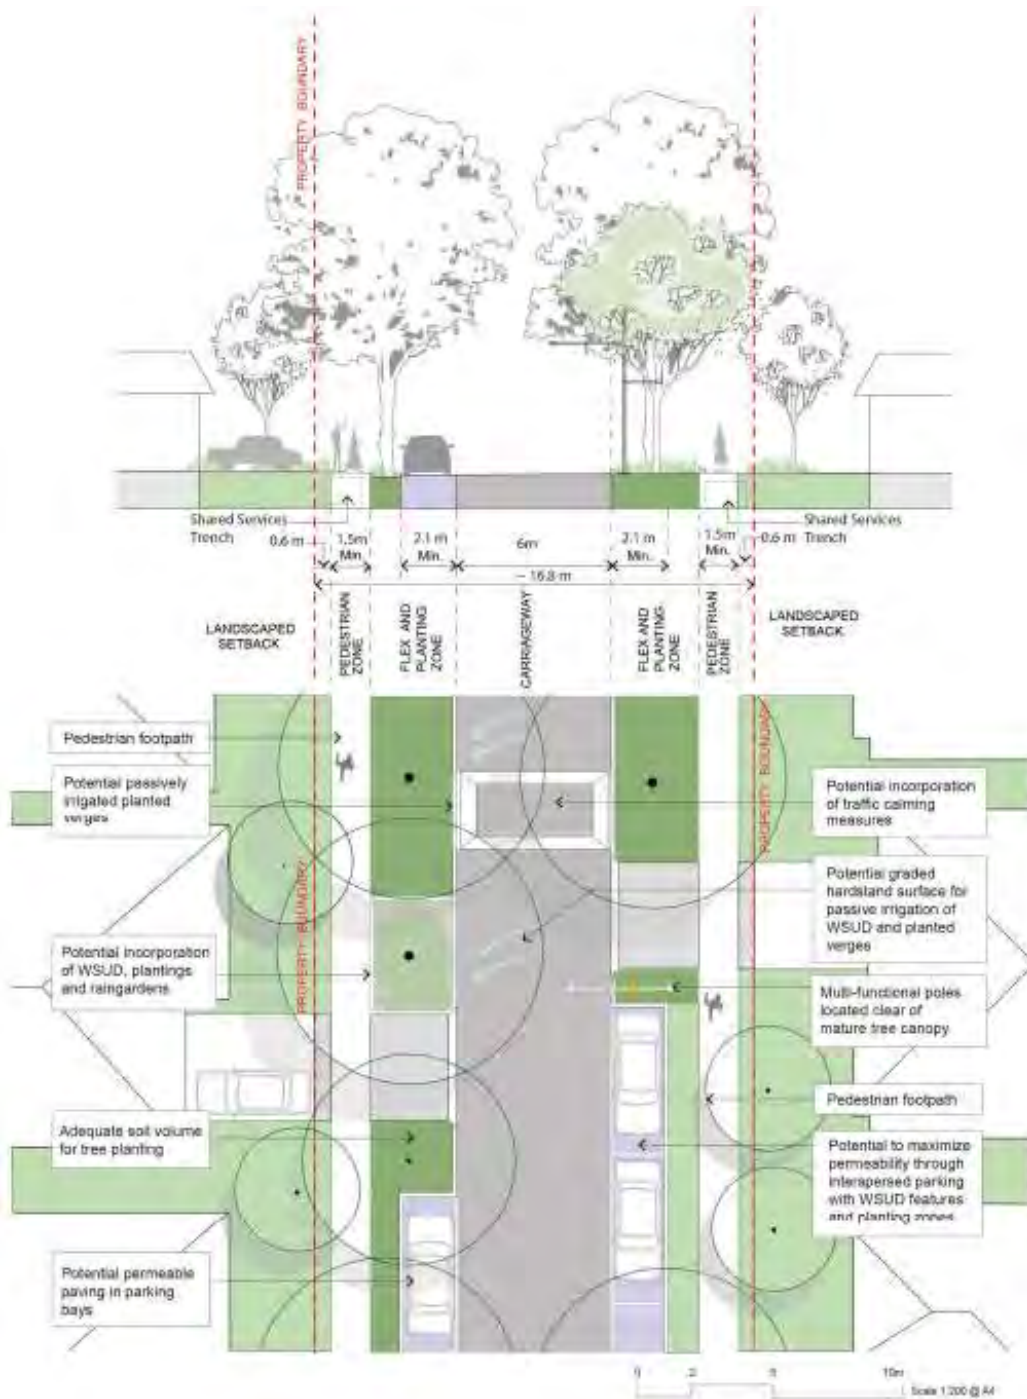 PROPERTY BOUNDARY
Shared Services
Trench
Shared Services
Trench
0.6 m
1.5m
Min.
2.1 m
Min.
6m
2.1 m
Min.
1.5m
Min.
0.6 m
~ 16.8 m
LANDSCAPED
SETBACK
PEDESTRIAN
ZONE
FLEX AND
PLANTING
ZONE
CARRIAGEWAY
FLEX AND
PLANTING
ZONE
PEDESTRIAN
ZONE
LANDSCAPED
SETBACK
Pedestrian footpath
Potential passively
irrigated planted
verges
PROPERTY BOUNDARY
Potential incorporation
of WSUD, plantings
and raingardens
Adequate soil volume
for tree planting
Potential permeable
paving in parking
bays
PROPERTY BOUNDARY
Potential incorporation
of traffic calming
measures
Potential graded
hardstand surface for
passive irrigation of
WSUD and planted
verges
Multi-functional poles
located clear of
mature tree canopy
Pedestrian footpath
Potential to maximize
permeability through
interspersed parking
with WSUD features
and planting zones
0
2
5
10m
Scale 1:200 @ A4